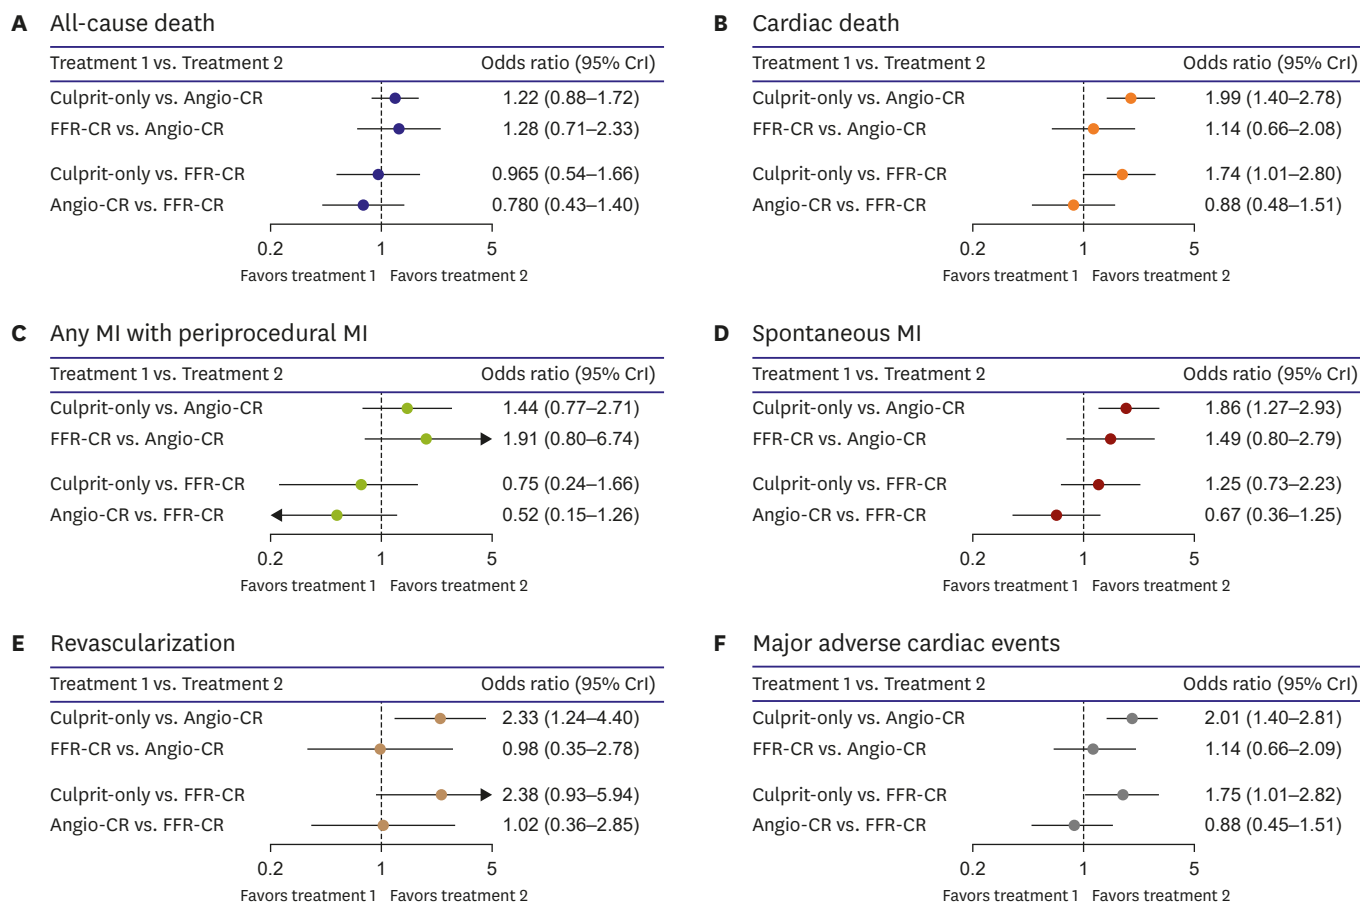 A All-cause death
Treatment 1 vs. Treatment 2 Odds ratio (95% CrI)
Culprit-only vs. Angio-CR 1.22 (0.88–1.72)
FFR-CR vs. Angio-CR 1.28 (0.71–2.33)
Culprit-only vs. FFR-CR 0.965 (0.54–1.66)
Angio-CR vs. FFR-CR 0.780 (0.43–1.40)
0.2 1 5
Favors treatment 1 Favors treatment 2
B Cardiac death
Treatment 1 vs. Treatment 2 Odds ratio (95% CrI)
Culprit-only vs. Angio-CR 1.99 (1.40–2.78)
FFR-CR vs. Angio-CR 1.14 (0.66–2.08)
Culprit-only vs. FFR-CR 1.74 (1.01–2.80)
Angio-CR vs. FFR-CR 0.88 (0.48–1.51)
0.2 1 5
Favors treatment 1 Favors treatment 2
C Any MI with periprocedural MI
Treatment 1 vs. Treatment 2 Odds ratio (95% CrI)
Culprit-only vs. Angio-CR 1.44 (0.77–2.71)
FFR-CR vs. Angio-CR 1.91 (0.80–6.74)
Culprit-only vs. FFR-CR 0.75 (0.24–1.66)
Angio-CR vs. FFR-CR 0.52 (0.15–1.26)
0.2 1 5
Favors treatment 1 Favors treatment 2
D Spontaneous MI
Treatment 1 vs. Treatment 2 Odds ratio (95% CrI)
Culprit-only vs. Angio-CR 1.86 (1.27–2.93)
FFR-CR vs. Angio-CR 1.49 (0.80–2.79)
Culprit-only vs. FFR-CR 1.25 (0.73–2.23)
Angio-CR vs. FFR-CR 0.67 (0.36–1.25)
0.2 1 5
Favors treatment 1 Favors treatment 2
E Revascularization
Treatment 1 vs. Treatment 2 Odds ratio (95% CrI)
Culprit-only vs. Angio-CR 2.33 (1.24–4.40)
FFR-CR vs. Angio-CR 0.98 (0.35–2.78)
Culprit-only vs. FFR-CR 2.38 (0.93–5.94)
Angio-CR vs. FFR-CR 1.02 (0.36–2.85)
0.2 1 5
Favors treatment 1 Favors treatment 2
F Major adverse cardiac events
Treatment 1 vs. Treatment 2 Odds ratio (95% CrI)
Culprit-only vs. Angio-CR 2.01 (1.40–2.81)
FFR-CR vs. Angio-CR 1.14 (0.66–2.09)
Culprit-only vs. FFR-CR 1.75 (1.01–2.82)
Angio-CR vs. FFR-CR 0.88 (0.45–1.51)
0.2 1 5
Favors treatment 1 Favors treatment 2